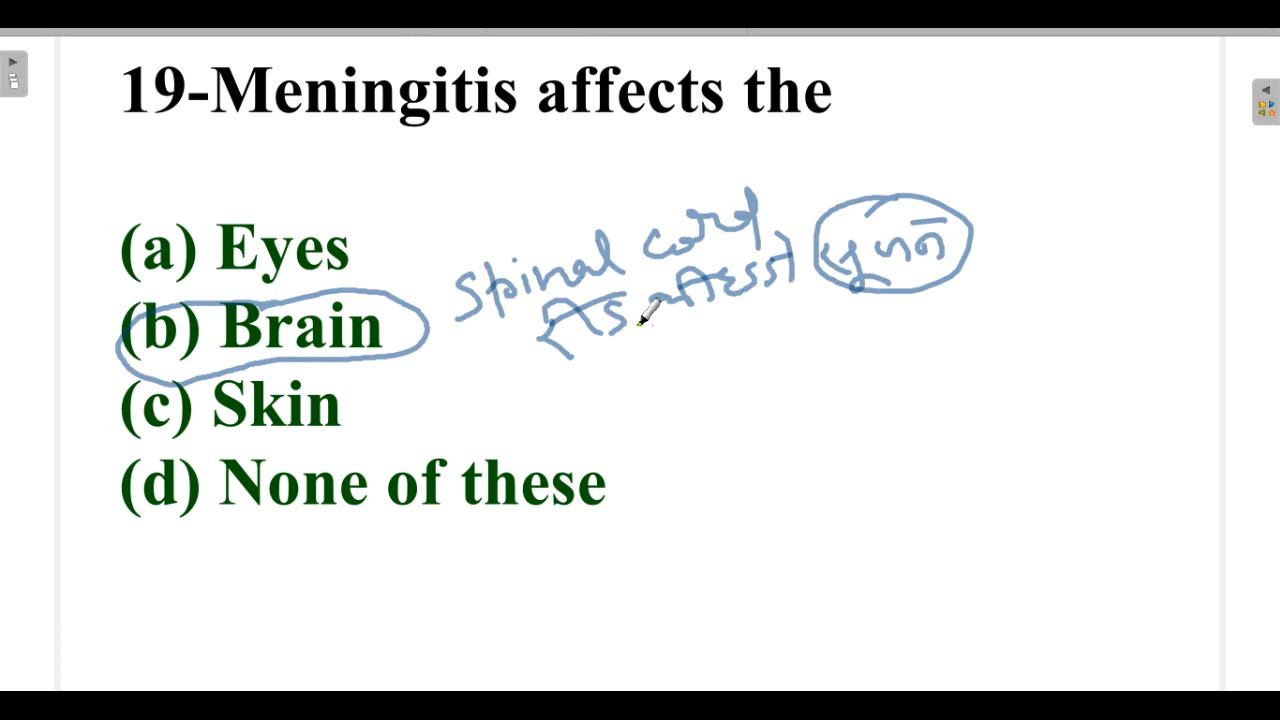 19-Meningitis affects the
(a) Eyes
Spinal cord
(b) Brain
(c) Skin
(d) None of these